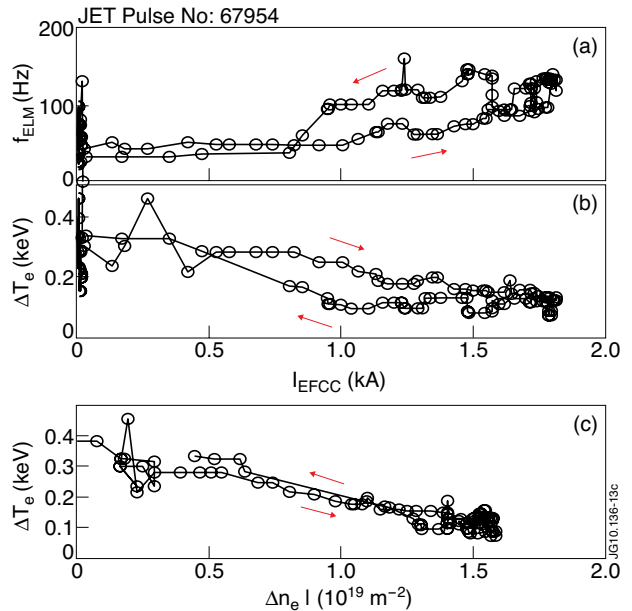 JET Pulse No: 67954
(a)
f_ELM (Hz)
200
100
0
(b)
ΔT_e (keV)
0.4
0.2
0
0 0.5 1.0 1.5 2.0
I_EFCC (kA)
(c)
ΔT_e (keV)
0.4
0.3
0.2
0.1
0
0 0.5 1.0 1.5 2.0
Δn_e l (10^19 m^-2)
JG10.136-13c